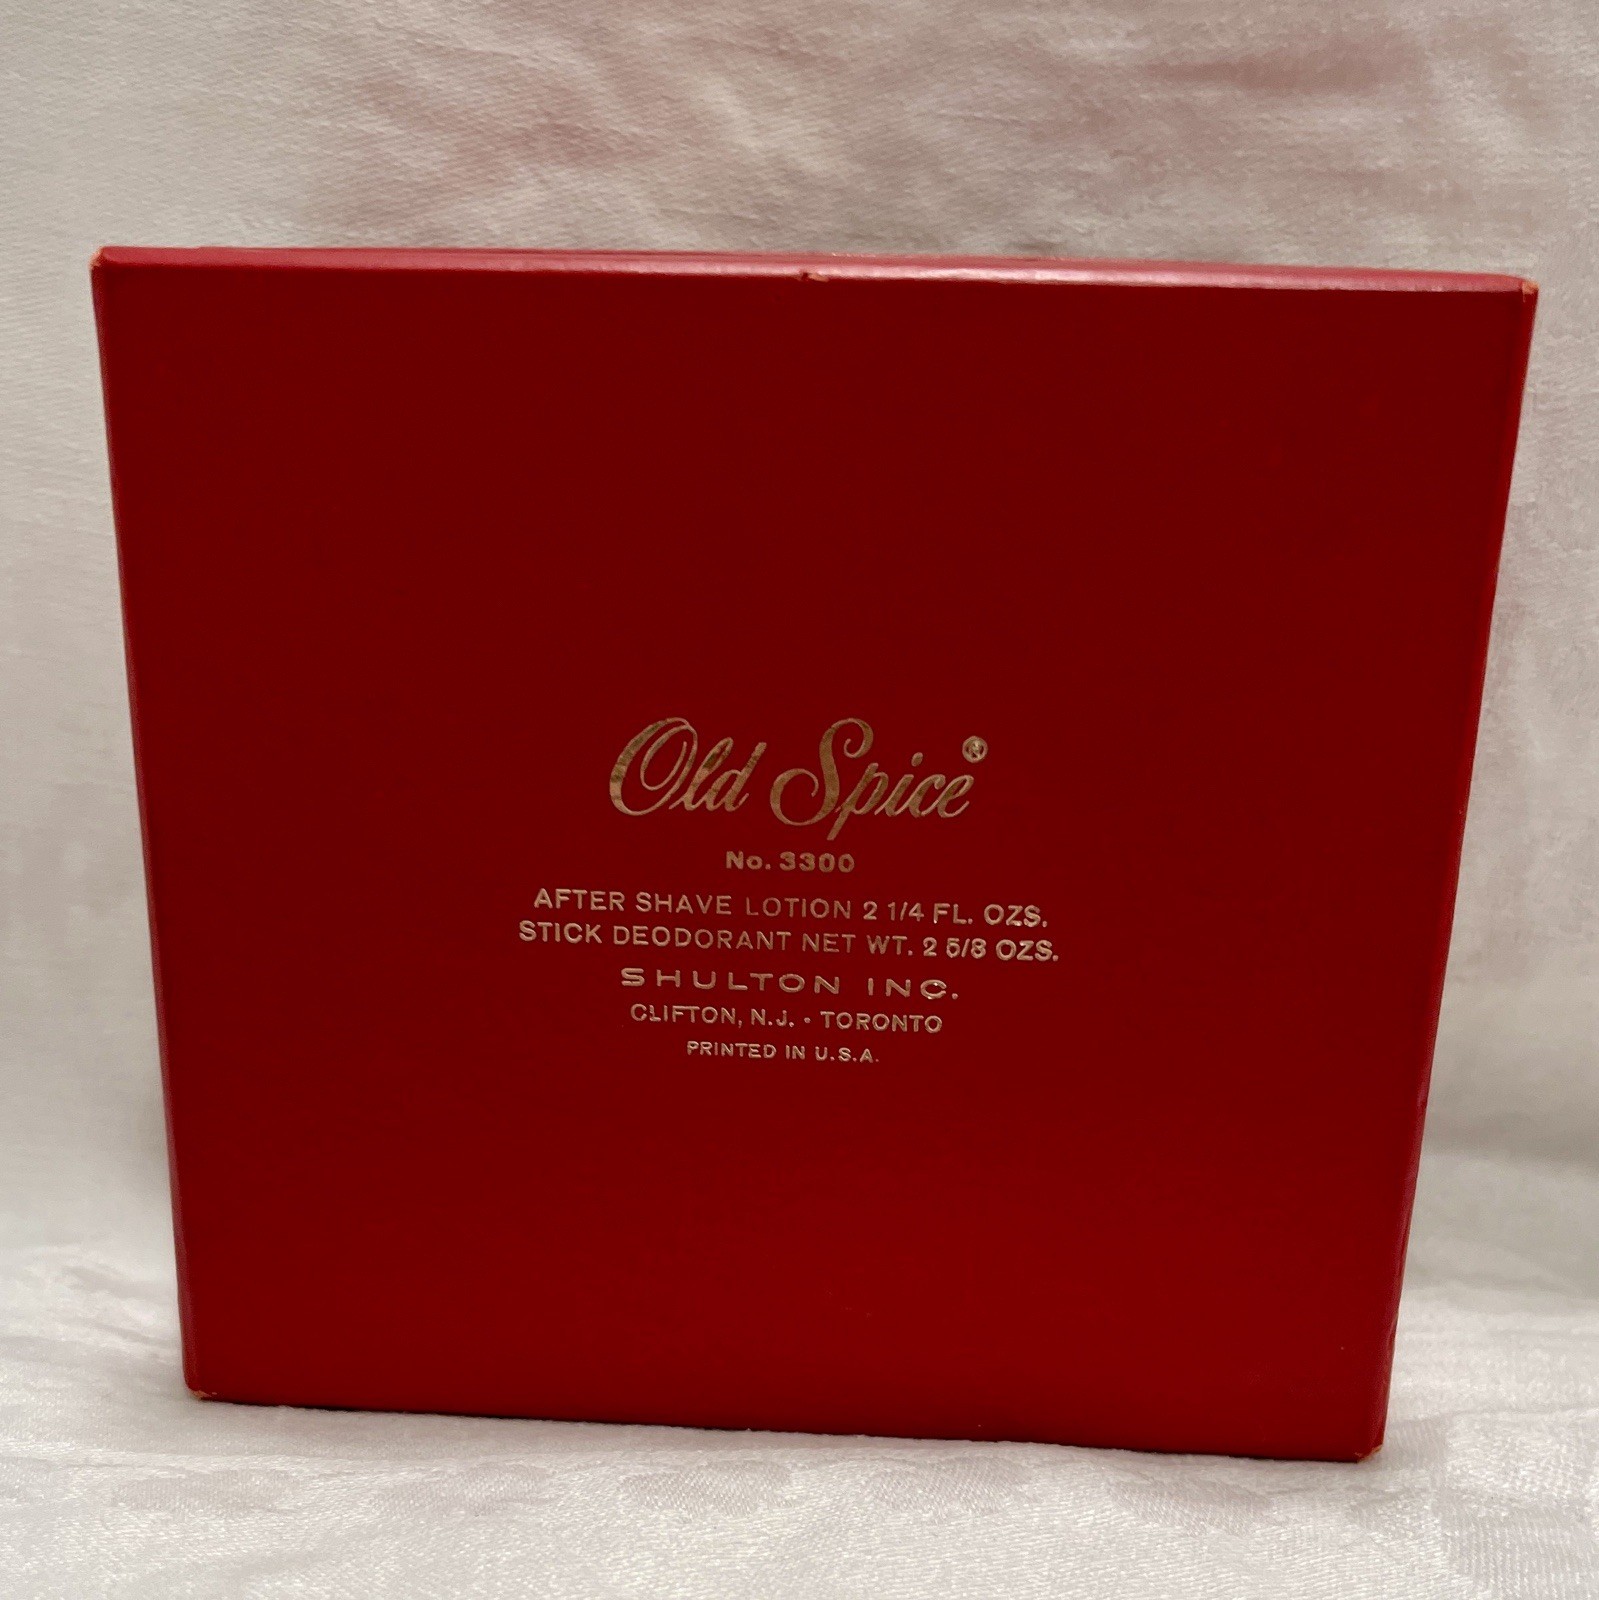 Old Spice®
No. 3300
AFTER SHAVE LOTION 2 1/4 FL. OZS.
STICK DEODORANT NET WT. 2 5/8 OZS.
SHULTON INC.
CLIFTON, N.J. • TORONTO
PRINTED IN U.S.A.